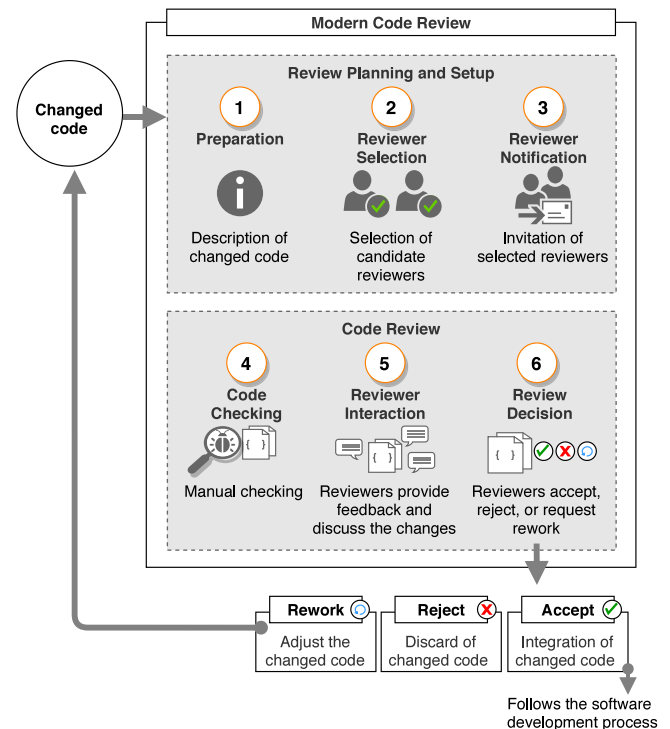 Modern Code Review
Changed
code
Review Planning and Setup
1
Preparation
Description of
changed code
2
Reviewer
Selection
Selection of
candidate
reviewers
3
Reviewer
Notification
Invitation of
selected reviewers
Code Review
4
Code
Checking
{ }
Manual checking
5
Reviewer
Interaction
{ }
Reviewers provide
feedback and
discuss the changes
6
Review
Decision
{ }
Reviewers accept,
reject, or request
rework
Rework
Adjust the
changed code
Reject
Discard of
changed code
Accept
Integration of
changed code
Follows the software
development process